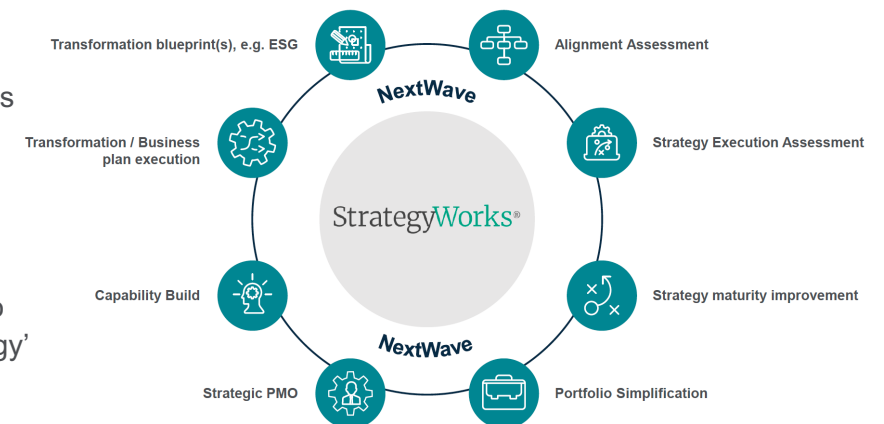 Transformation blueprint(s), e.g. ESG
Alignment Assessment
NextWave
s
Transformation / Business
plan execution
Strategy Execution Assessment
StrategyWorks®
Capability Build
Strategy maturity improvement
gy’
NextWave
Strategic PMO
Portfolio Simplification